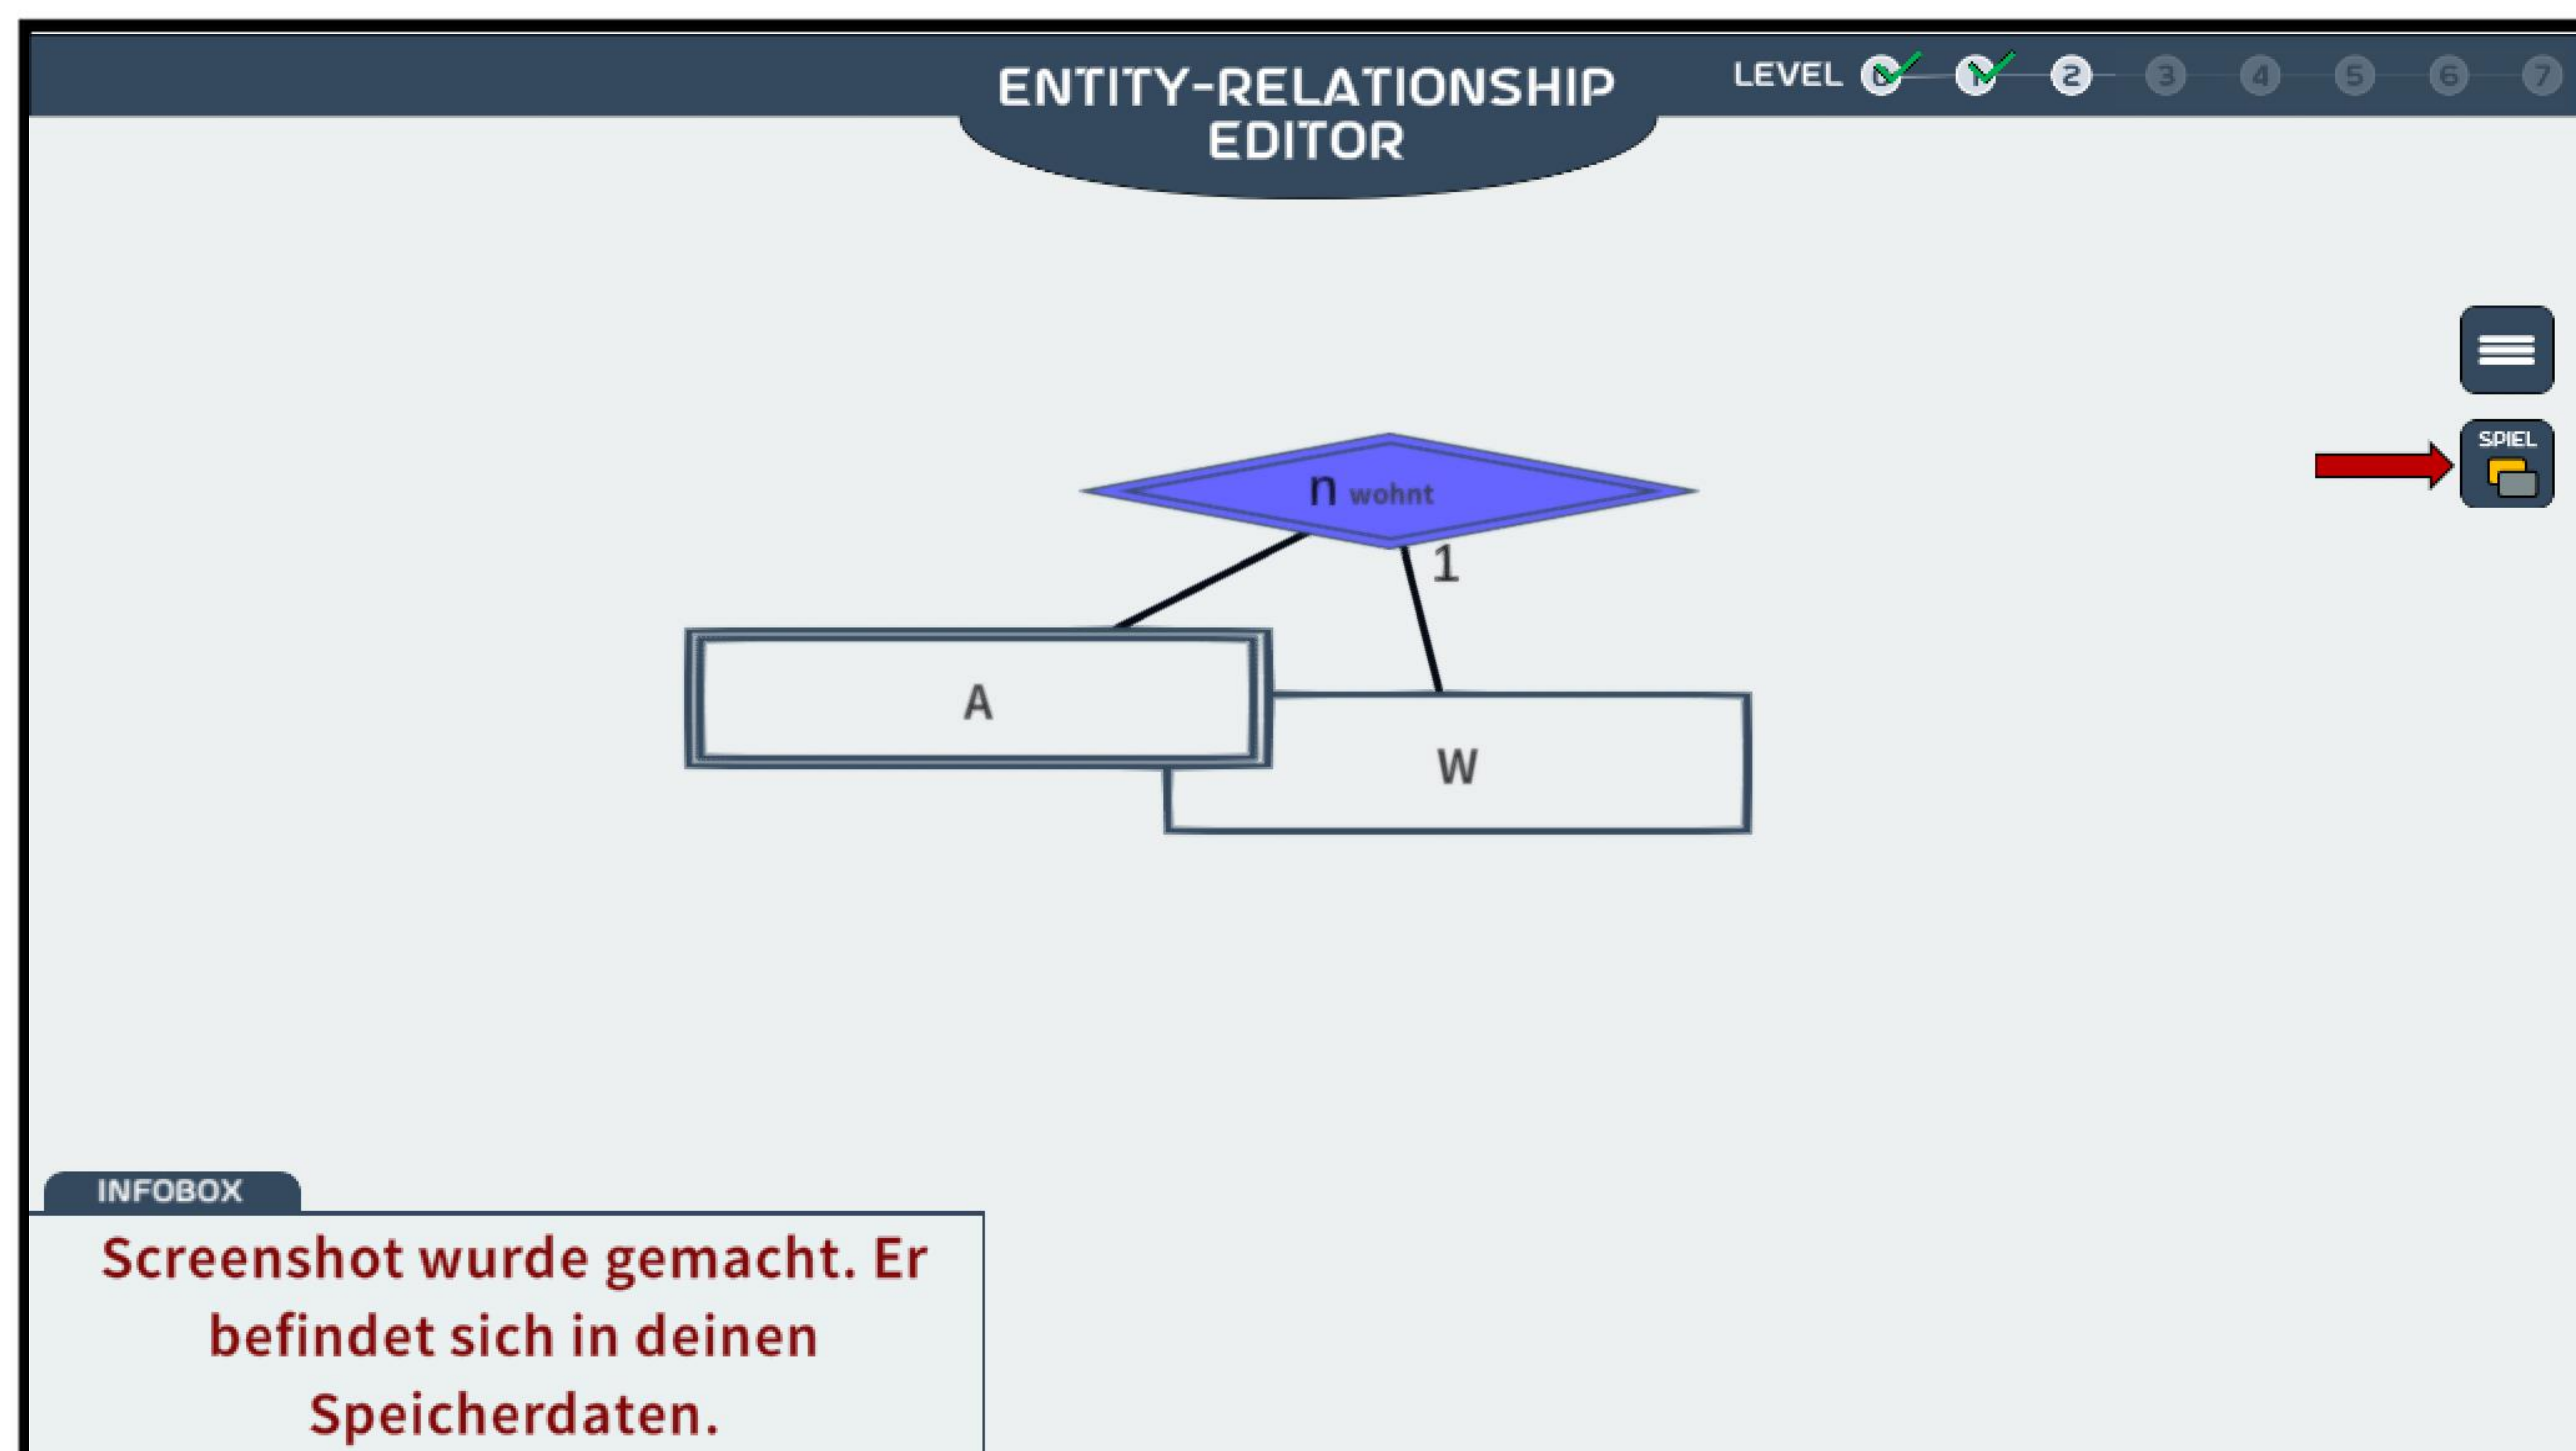 ENTITY-RELATIONSHIP
EDITOR
LEVEL 1 2 3 4 5 6 7
SPIEL
n wohnt
1
A
W
INFOBOX
Screenshot wurde gemacht. Er
befindet sich in deinen
Speicherdaten.